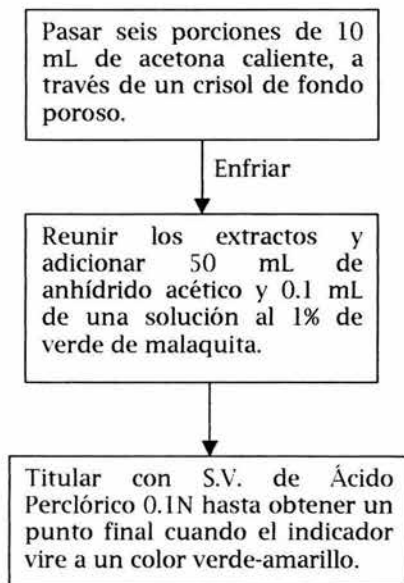 Pasar seis porciones de 10
mL de acetona caliente, a
través de un crisol de fondo
poroso.
Enfriar
Reunir los extractos y
adicionar 50 mL de
anhídrido acético y 0.1 mL
de una solución al 1% de
verde de malaquita.
Titular con S.V. de Ácido
Perclórico 0.1N hasta obtener un
punto final cuando el indicador
vire a un color verde-amarillo.